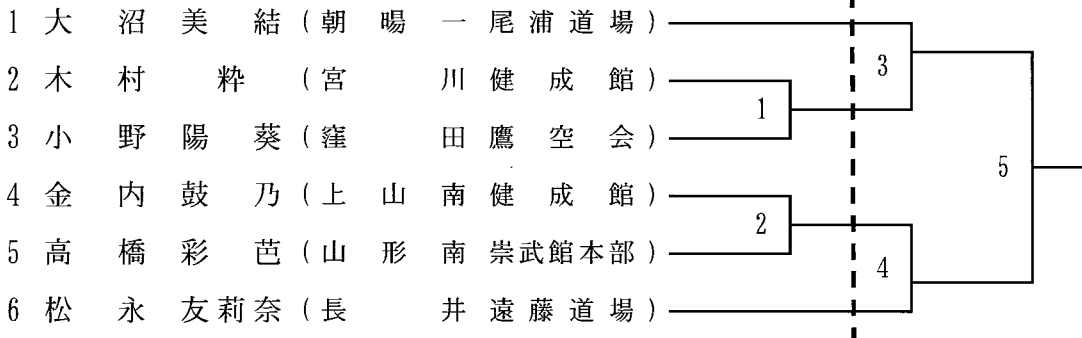 1 大沼美結(朝暘一尾浦道場)
2 木村粋(宮川健成館)
3 小野陽葵(窪田鷹空会)
4 金内鼓乃(上山南健成館)
5 高橋彩芭(山形南崇武館本部)
6 松永友莉奈(長井遠藤道場)
3
1
5
2
4